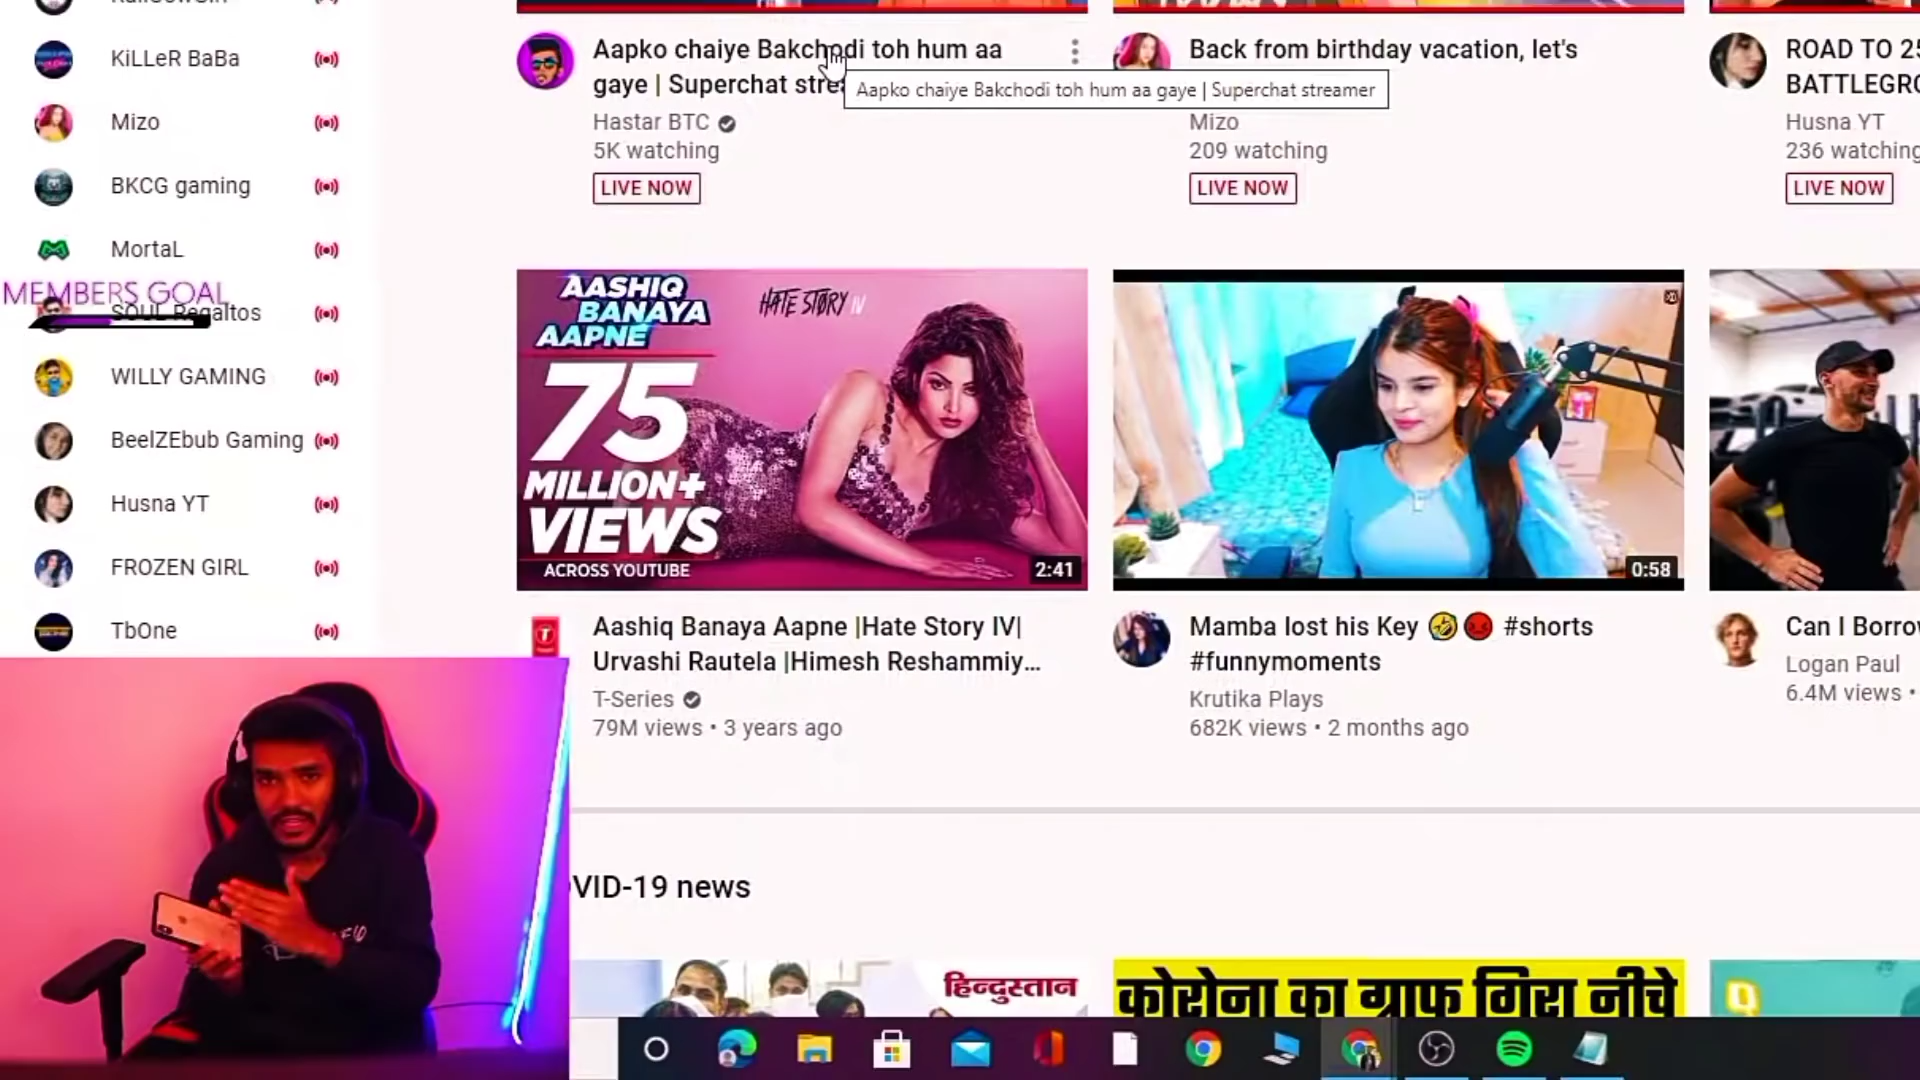 KiLLeR BaBa
Mizo
BKCG gaming
MortaL
MEMBERS GOAL
SOUL Regaltos
WILLY GAMING
BeelZEbub Gaming
Husna YT
FROZEN GIRL
TbOne
Aapko chaiye Bakchodi toh hum aa
gaye | Superchat stre
Aapko chaiye Bakchodi toh hum aa gaye | Superchat streamer
Hastar BTC
5K watching
LIVE NOW
Back from birthday vacation, let's
Mizo
209 watching
LIVE NOW
ROAD TO 25
BATTLEGRO
Husna YT
236 watching
LIVE NOW
AASHIQ
BANAYA
AAPNE
HATE STORY IV
75
MILLION+
VIEWS
ACROSS YOUTUBE
2:41
Aashiq Banaya Aapne |Hate Story IV|
Urvashi Rautela |Himesh Reshammiy...
T-Series
79M views • 3 years ago
0:58
Mamba lost his Key 🤣😡 #shorts
#funnymoments
Krutika Plays
682K views • 2 months ago
Can I Borro
Logan Paul
6.4M views •
VID-19 news
हिन्दुस्तान
कोरोना का ग्राफ गिरा नीचे